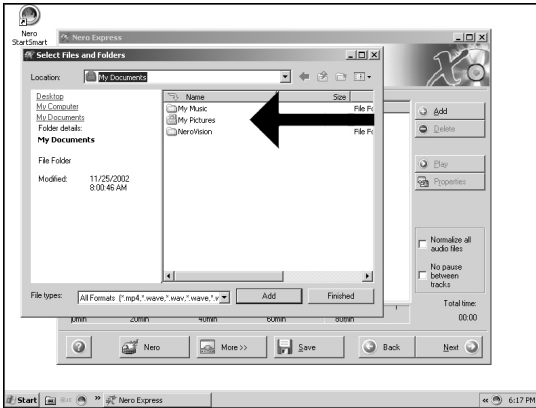 Nero
StartSmart
Nero Express
Select Files and Folders
Location: My Documents
Desktop
My Computer
My Documents
Folder details:
My Documents
File Folder
Modified: 11/25/2002
8:00:46 AM
Name Size
My Music File Fo
My Pictures
NeroVision File Fo
File types: All Formats (*.mp4,*.wave,*.wav,*.wave,*.v
Add Finished
Add
Delete
Play
Properties
Normalize all
audio files
No pause
between
tracks
Total time:
00:00
0min 20min 40min 60min 80min
Nero More >> Save Back Next
Start Nero Express 6:17 PM